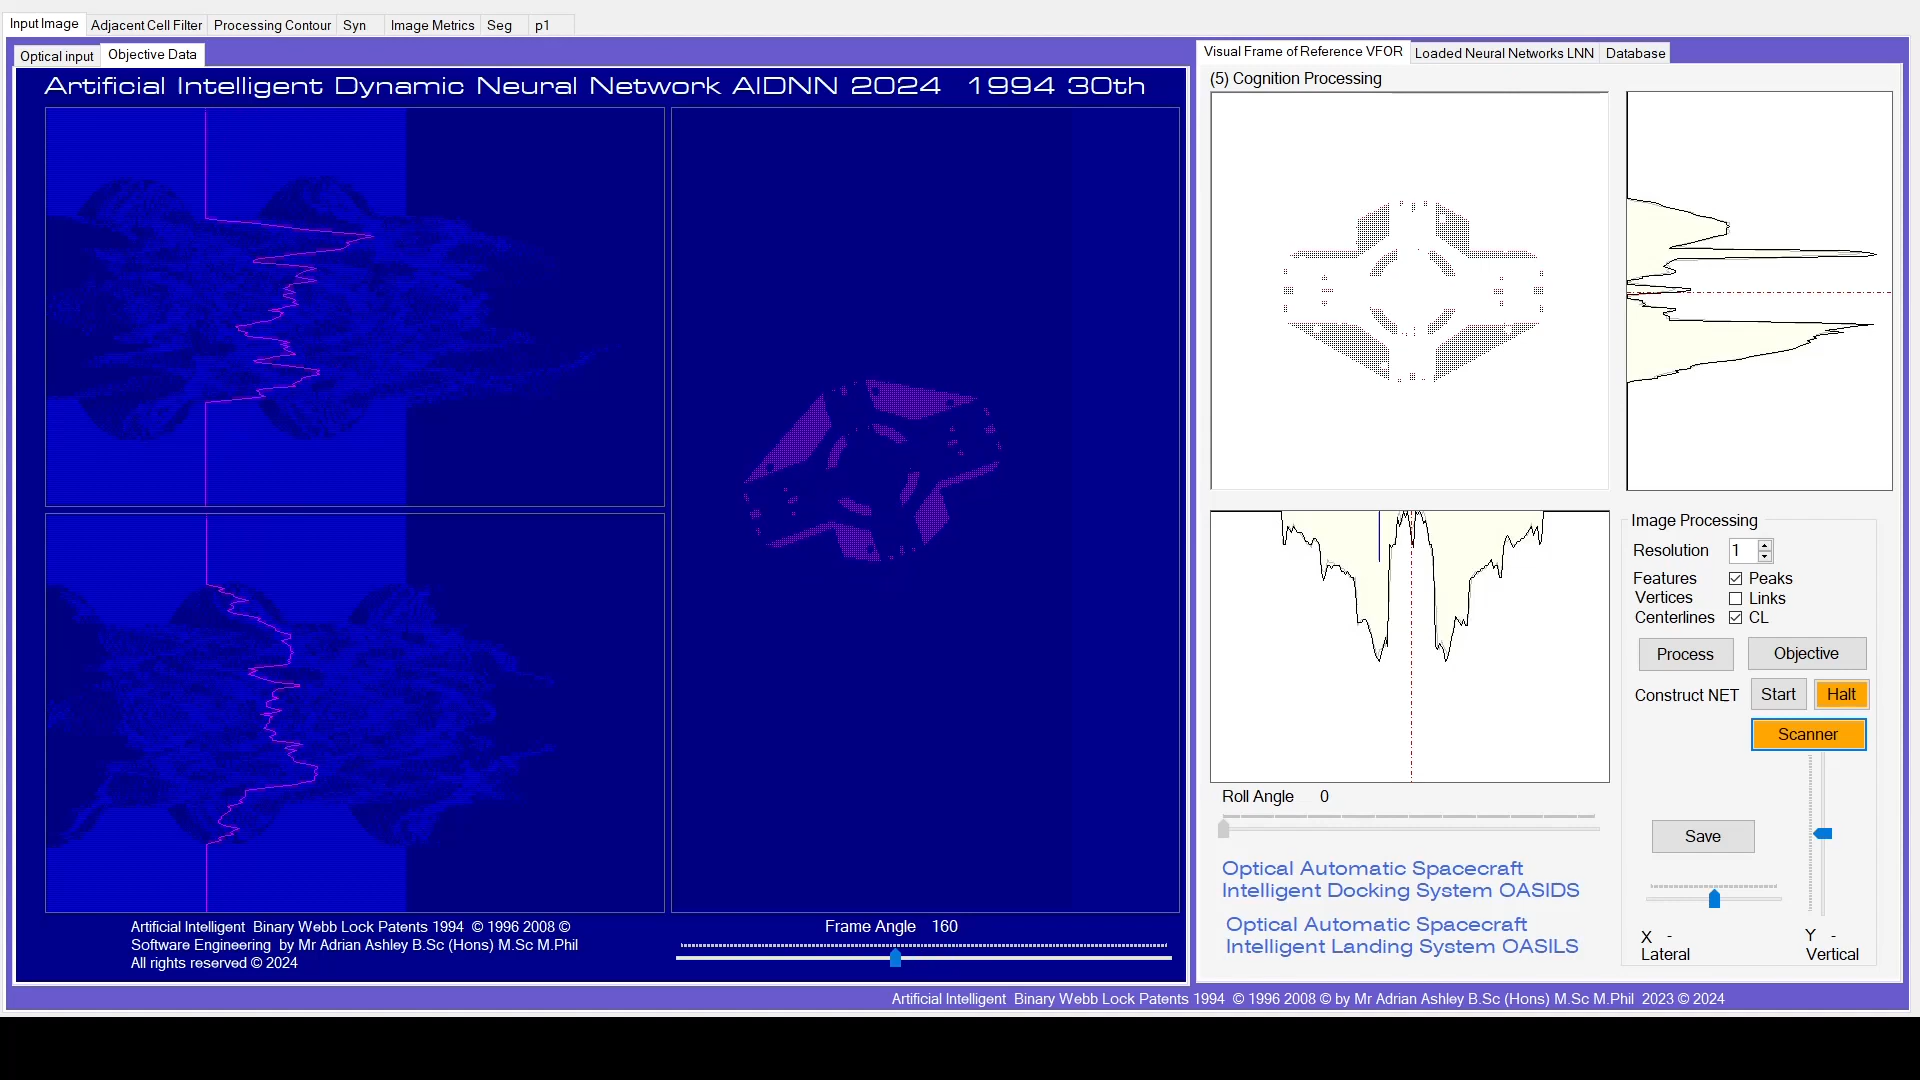 Input Image Adjacent Cell Filter Processing Contour Syn Image Metrics Seg p1
Optical input Objective Data
Artificial Intelligent Dynamic Neural Network AIDNN 2024 1994 30th
Frame Angle 160
Artificial Intelligent Binary Webb Lock Patents 1994 © 1996 2008 ©
Software Engineering by Mr Adrian Ashley B.Sc (Hons) M.Sc M.Phil
All rights reserved © 2024
Visual Frame of Reference VFOR Loaded Neural Networks LNN Database
(5) Cognition Processing
Image Processing
Resolution 1
Features Peaks
Vertices Links
Centerlines CL
Process Objective
Construct NET Start Halt
Scanner
Roll Angle 0
Save
Optical Automatic Spacecraft
Intelligent Docking System OASIDS
Optical Automatic Spacecraft
Intelligent Landing System OASILS
X - Y -
Lateral Vertical
Artificial Intelligent Binary Webb Lock Patents 1994 © 1996 2008 © by Mr Adrian Ashley B.Sc (Hons) M.Sc M.Phil 2023 © 2024